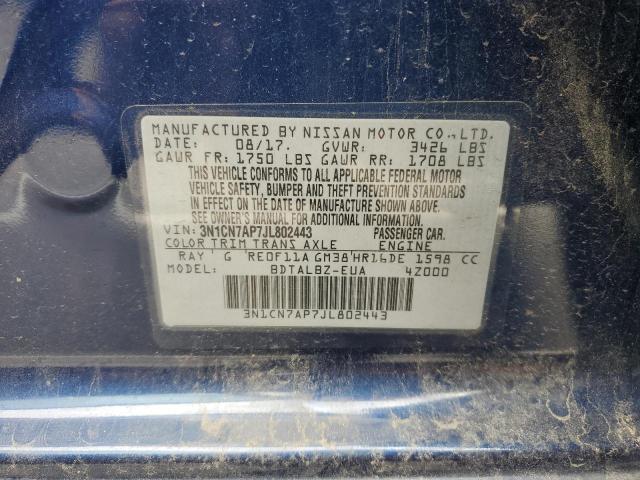 MANUFACTURED BY NISSAN MOTOR CO., LTD.
DATE: 08/17. GVWR: 3426 LBS
GAWR FR: 1750 LBS GAWR RR: 1708 LBS
THIS VEHICLE CONFORMS TO ALL APPLICABLE FEDERAL MOTOR
VEHICLE SAFETY, BUMPER AND THEFT PREVENTION STANDARDS
IN EFFECT ON THE DATE OF MANUFACTURE SHOWN ABOVE.
SEE OWNER'S MANUAL FOR ADDITIONAL INFORMATION.
VIN: 3N1CN7AP7JL802443 PASSENGER CAR.
COLOR TRIM TRANS AXLE ENGINE
RAY' G 'RE0F11A GM38'HR16DE 1598 CC
MODEL: BDTALBZ-EUA 4Z000
3N1CN7AP7JL802443